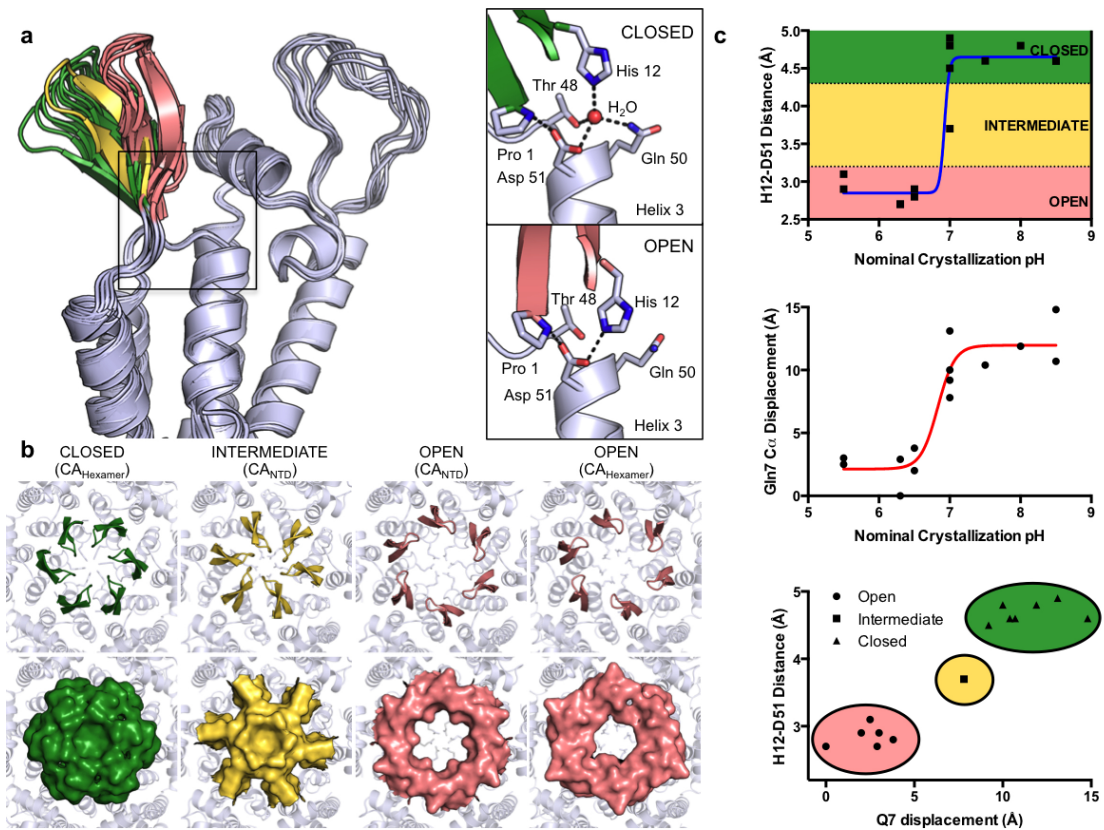 a
CLOSED
His 12
Thr 48
H2O
Pro 1
Asp 51
Gln 50
Helix 3
OPEN
Thr 48
His 12
Pro 1
Asp 51
Gln 50
Helix 3
b
CLOSED
(CAHexamer)
INTERMEDIATE
(CANTD)
OPEN
(CANTD)
OPEN
(CAHexamer)
c
H12-D51 Distance (Å)
5.0
4.5
4.0
3.5
3.0
2.5
CLOSED
INTERMEDIATE
OPEN
5 6 7 8 9
Nominal Crystallization pH
Gln7 Cα Displacement (Å)
15
10
5
0
5 6 7 8 9
Nominal Crystallization pH
H12-D51 Distance (Å)
5
4
3
Open
Intermediate
Closed
0 5 10 15
Q7 displacement (Å)